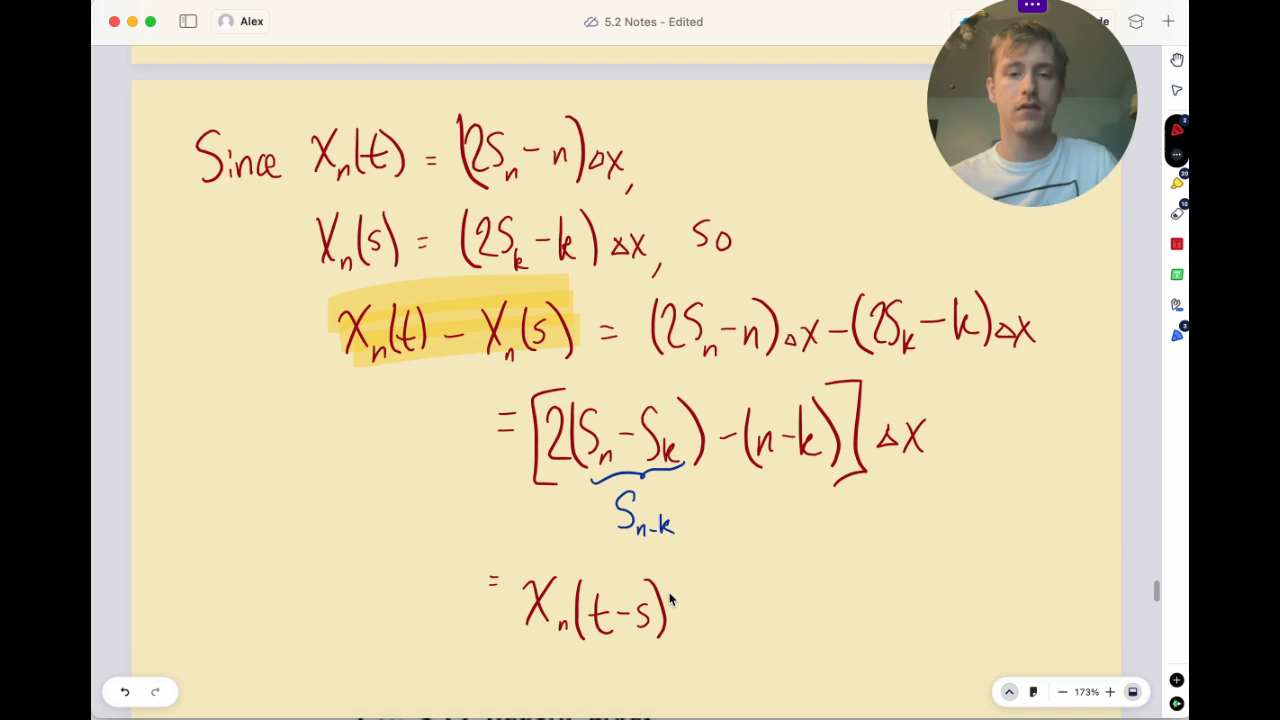 Alex
5.2 Notes - Edited
Since Xₙ(t) = (2Sₙ - n)Δx,
Xₙ(s) = (2Sₖ - k)Δx, so
Xₙ(t) - Xₙ(s) = (2Sₙ - n)Δx - (2Sₖ - k)Δx
= [2(Sₙ - Sₖ) - (n - k)] Δx
Sₙ₋ₖ
= Xₙ(t - s)
173%